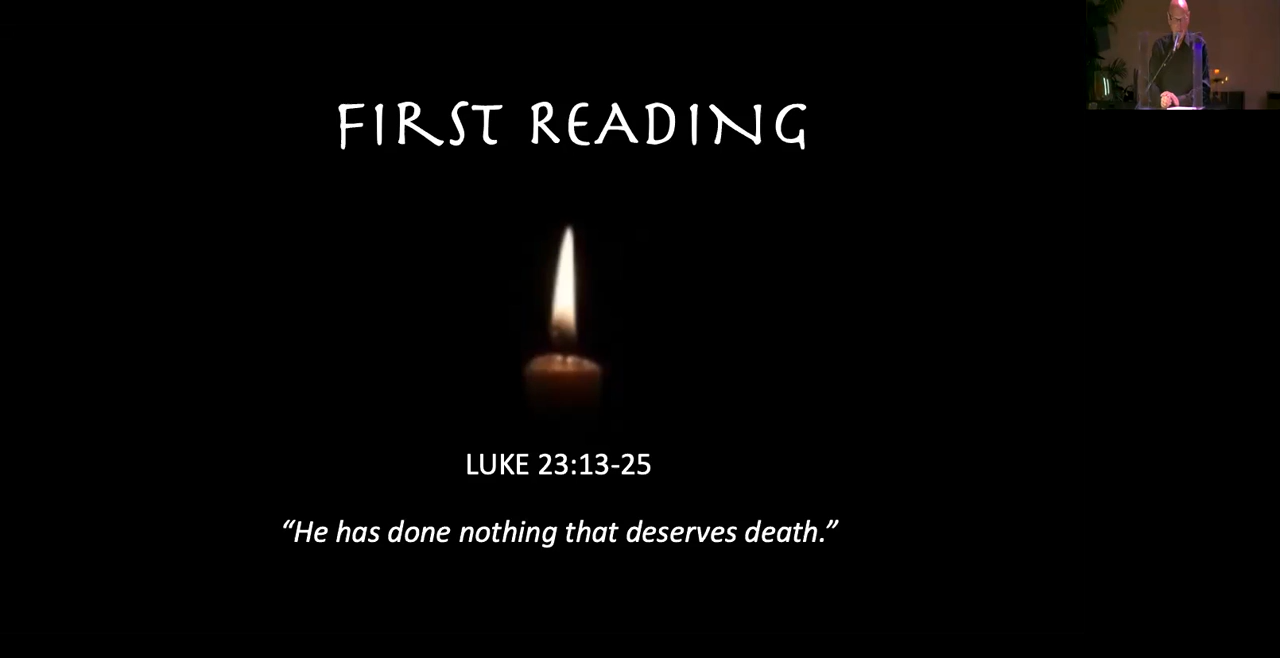 FIRST READING
LUKE 23:13-25
“He has done nothing that deserves death.”